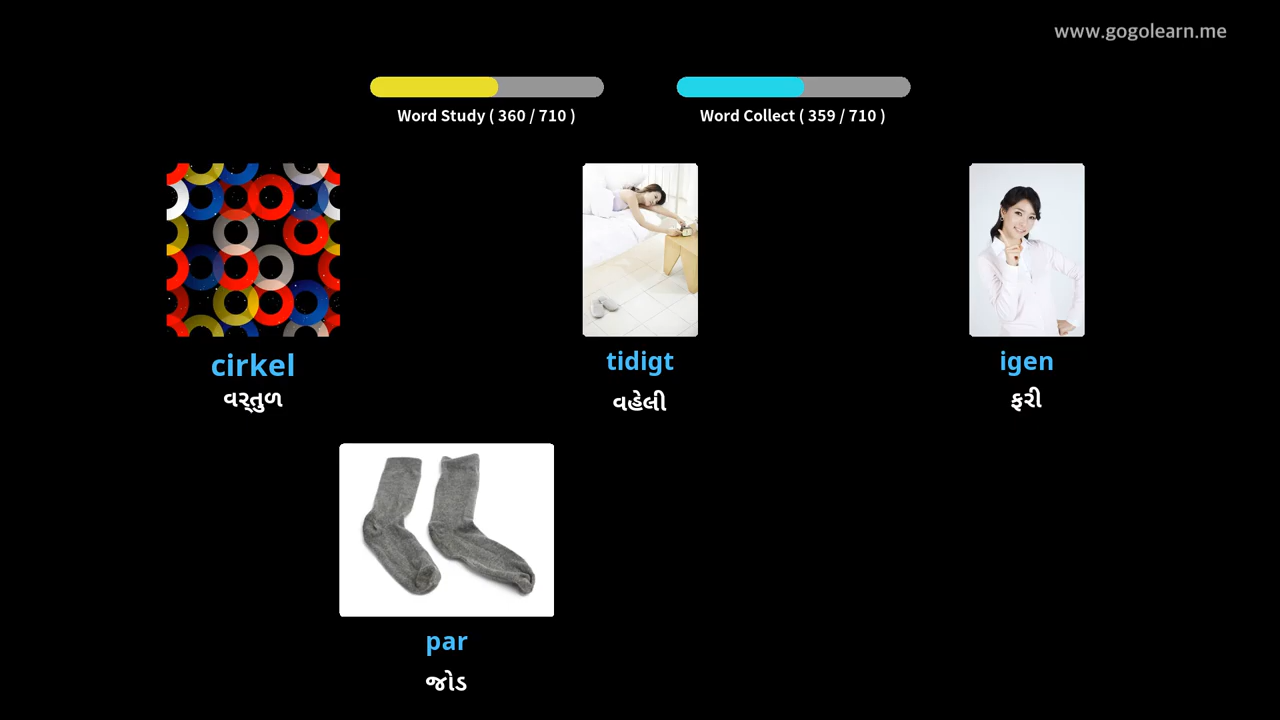 www.gogolearn.me
Word Study ( 360 / 710 )
Word Collect ( 359 / 710 )
cirkel
tidigt
igen
વર્તુળ
વહેલી
ફરી
par
જોડ